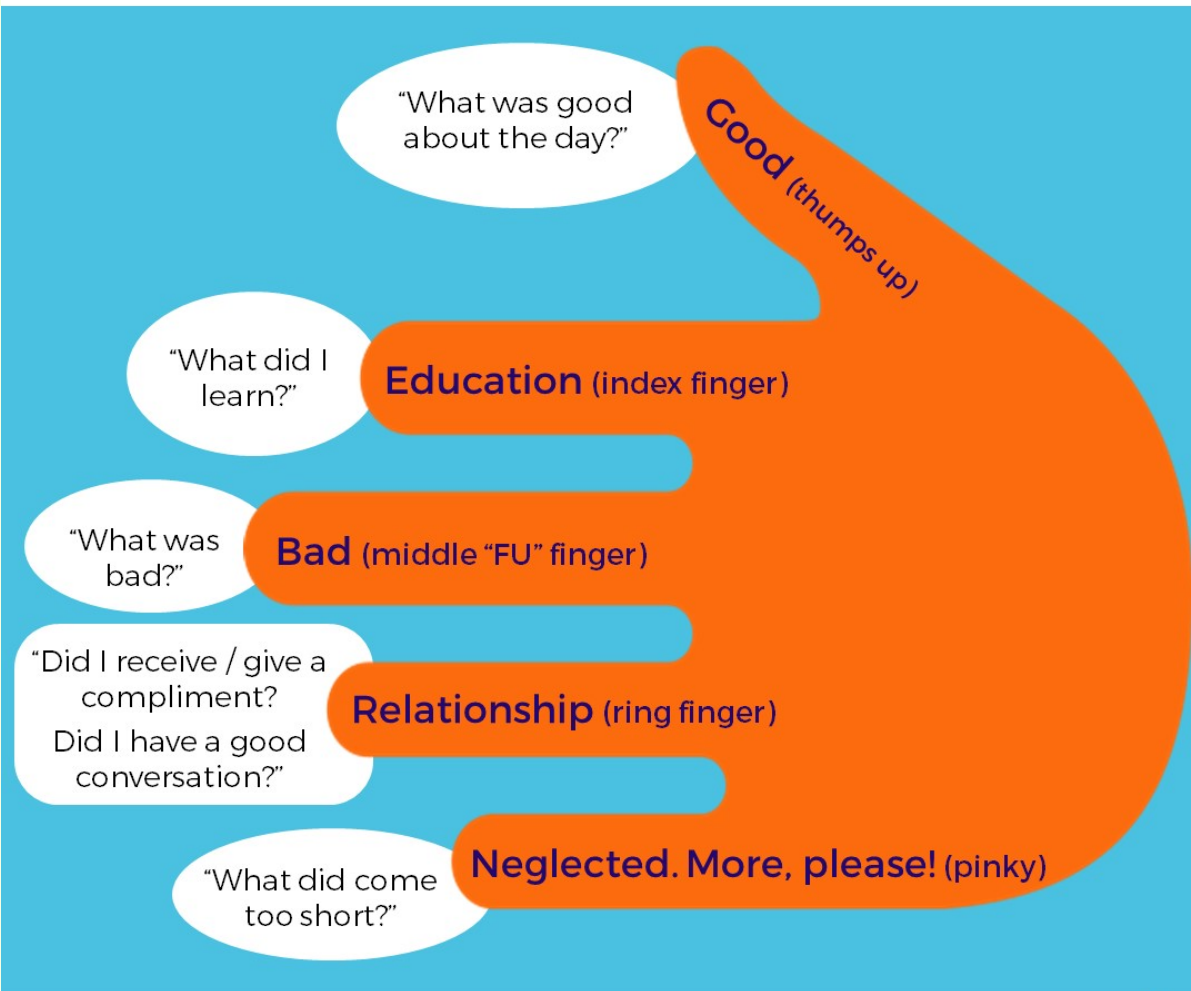 “What was good
about the day?”
Good (thumps up)
“What did I
learn?”
Education (index finger)
“What was
bad?”
Bad (middle “FU” finger)
“Did I receive / give a
compliment?
Did I have a good
conversation?”
Relationship (ring finger)
“What did come
too short?”
Neglected. More, please! (pinky)